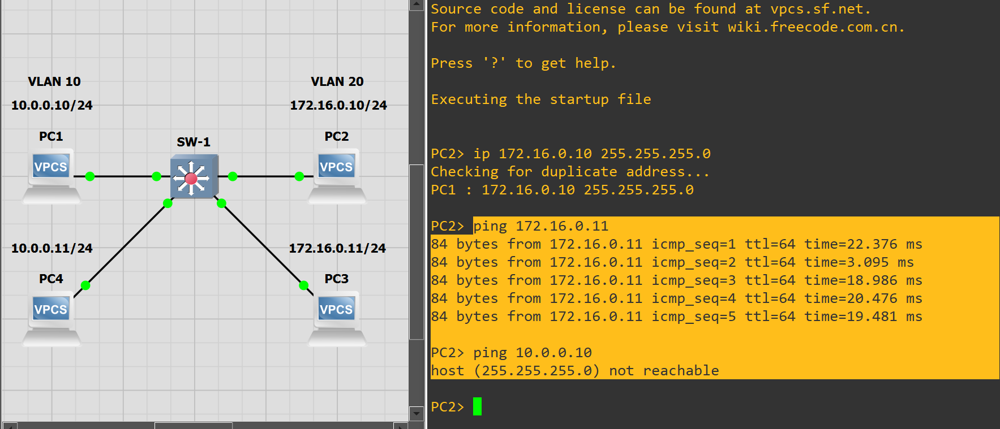 VLAN 10
10.0.0.10/24
PC1
VPCS
SW-1
VLAN 20
172.16.0.10/24
PC2
VPCS
10.0.0.11/24
PC4
VPCS
172.16.0.11/24
PC3
VPCS
Source code and license can be found at vpcs.sf.net.
For more information, please visit wiki.freecode.com.cn.
Press '?' to get help.
Executing the startup file
PC2> ip 172.16.0.10 255.255.255.0
Checking for duplicate address...
PC1 : 172.16.0.10 255.255.255.0
PC2> ping 172.16.0.11
84 bytes from 172.16.0.11 icmp_seq=1 ttl=64 time=22.376 ms
84 bytes from 172.16.0.11 icmp_seq=2 ttl=64 time=3.095 ms
84 bytes from 172.16.0.11 icmp_seq=3 ttl=64 time=18.986 ms
84 bytes from 172.16.0.11 icmp_seq=4 ttl=64 time=20.476 ms
84 bytes from 172.16.0.11 icmp_seq=5 ttl=64 time=19.481 ms
PC2> ping 10.0.0.10
host (255.255.255.0) not reachable
PC2>